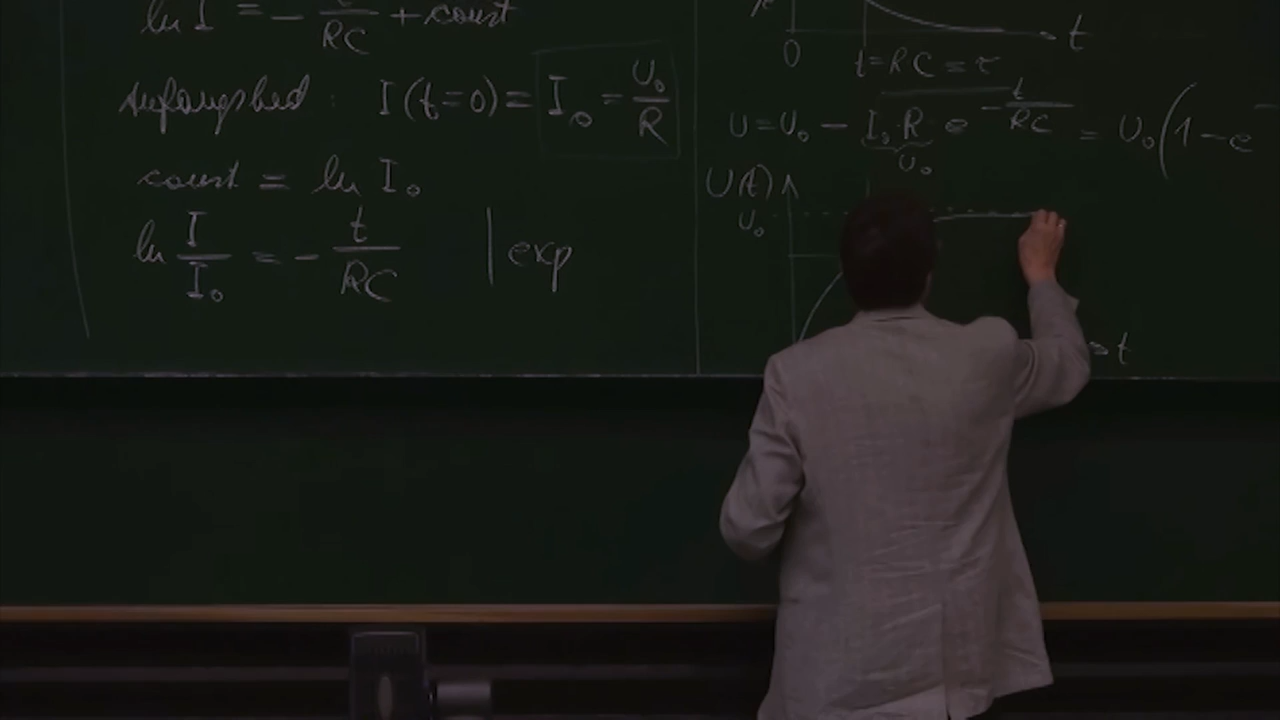 ln I = - t/RC + const
Anfangsbed : I(t=0) = I₀ = U₀/R
const = ln I₀
ln I/I₀ = - t/RC | exp
0 t
t=RC = τ
U = U₀ - I₀·R e^(-t/RC) = U₀(1-e
U₀
U(t)
U₀
t